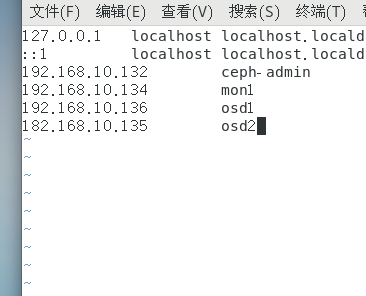 文件(F) 编辑(E) 查看(V) 搜索(S) 终端(T)
127.0.0.1 localhost localhost.locald
::1 localhost localhost.locald
192.168.10.132 ceph-admin
192.168.10.134 mon1
192.168.10.136 osd1
182.168.10.135 osd2
~
~
~
~
~
~
~
~
~